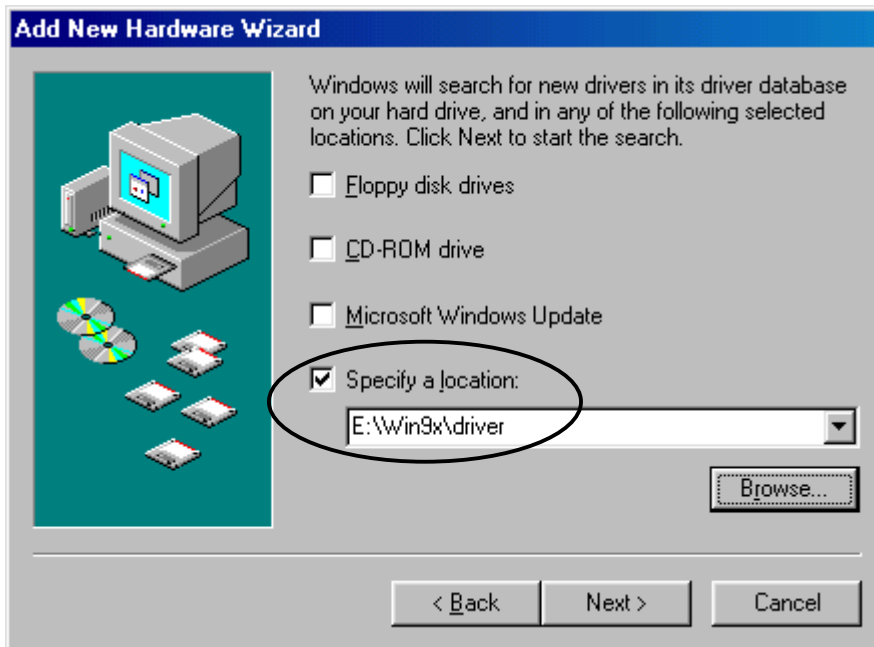 Add New Hardware Wizard
Windows will search for new drivers in its driver database
on your hard drive, and in any of the following selected
locations. Click Next to start the search.
Floppy disk drives
CD-ROM drive
Microsoft Windows Update
Specify a location:
E:\Win9x\driver
Browse...
< Back
Next >
Cancel